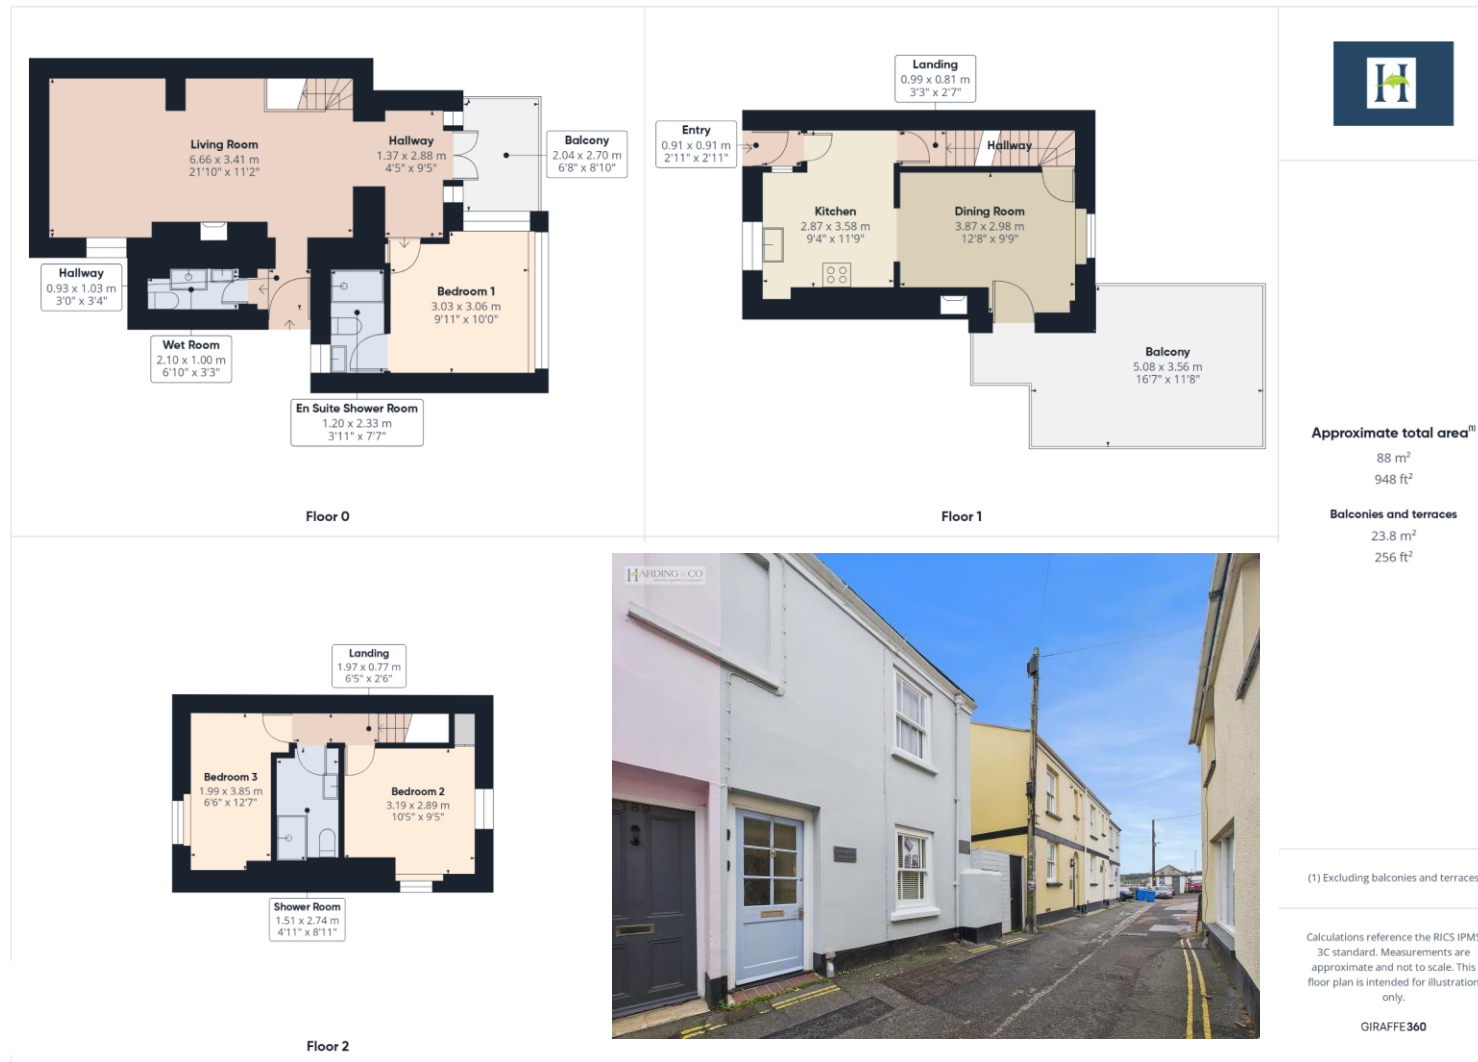 Living Room
6.66 x 3.41 m
21'10" x 11'2"
Hallway
1.37 x 2.88 m
4'5" x 9'5"
Balcony
2.04 x 2.70 m
6'8" x 8'10"
Hallway
0.93 x 1.03 m
3'0" x 3'4"
Bedroom 1
3.03 x 3.06 m
9'11" x 10'0"
Wet Room
2.10 x 1.00 m
6'10" x 3'3"
En Suite Shower Room
1.20 x 2.33 m
3'11" x 7'7"
Floor 0
Landing
0.99 x 0.81 m
3'3" x 2'7"
Entry
0.91 x 0.91 m
2'11" x 2'11"
Hallway
Kitchen
2.87 x 3.58 m
9'4" x 11'9"
Dining Room
3.87 x 2.98 m
12'8" x 9'9"
Balcony
5.08 x 3.56 m
16'7" x 11'8"
Floor 1
Landing
1.97 x 0.77 m
6'5" x 2'6"
Bedroom 3
1.99 x 3.85 m
6'6" x 12'7"
Bedroom 2
3.19 x 2.89 m
10'5" x 9'5"
Shower Room
1.51 x 2.74 m
4'11" x 8'11"
Floor 2
HARDING & CO
H
Approximate total area(1)
88 m²
948 ft²
Balconies and terraces
23.8 m²
256 ft²
(1) Excluding balconies and terraces
Calculations reference the RICS IPMS
3C standard. Measurements are
approximate and not to scale. This
floor plan is intended for illustration
only.
GIRAFFE360